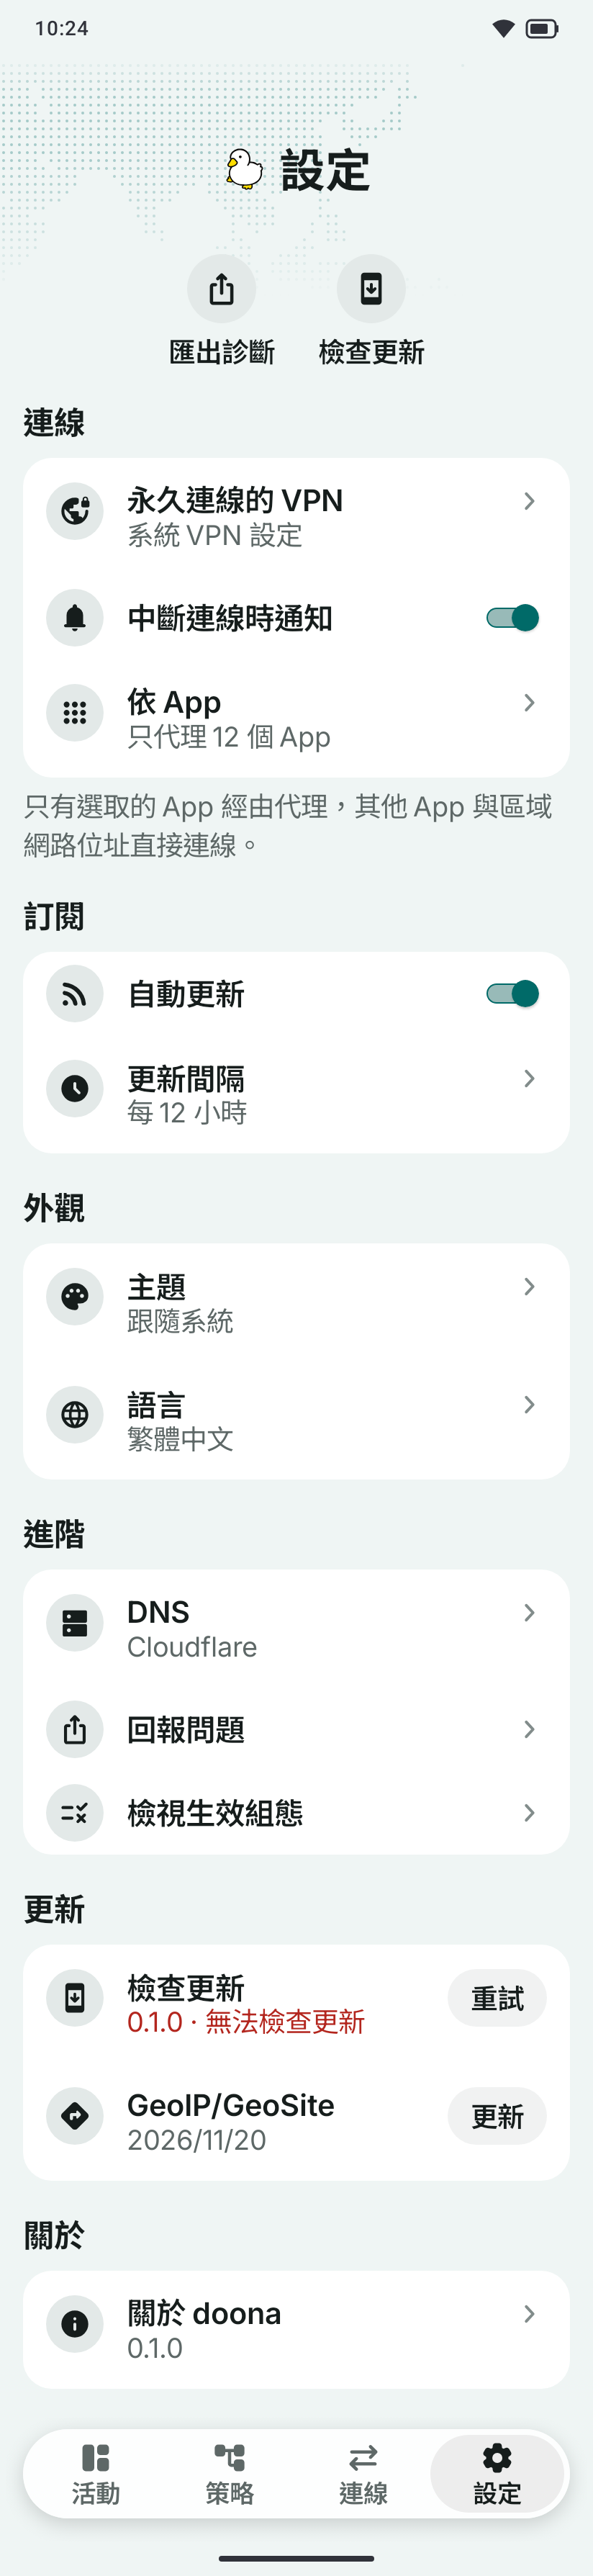 10:24
設定
匯出診斷
檢查更新
連線
永久連線的 VPN
系統 VPN 設定
中斷連線時通知
依 App
只代理 12 個 App
只有選取的 App 經由代理，其他 App 與區域
網路位址直接連線。
訂閱
自動更新
更新間隔
每 12 小時
外觀
主題
跟隨系統
語言
繁體中文
進階
DNS
Cloudflare
回報問題
檢視生效組態
更新
檢查更新
0.1.0 · 無法檢查更新
重試
GeoIP/GeoSite
2026/11/20
更新
關於
關於 doona
0.1.0
活動
策略
連線
設定